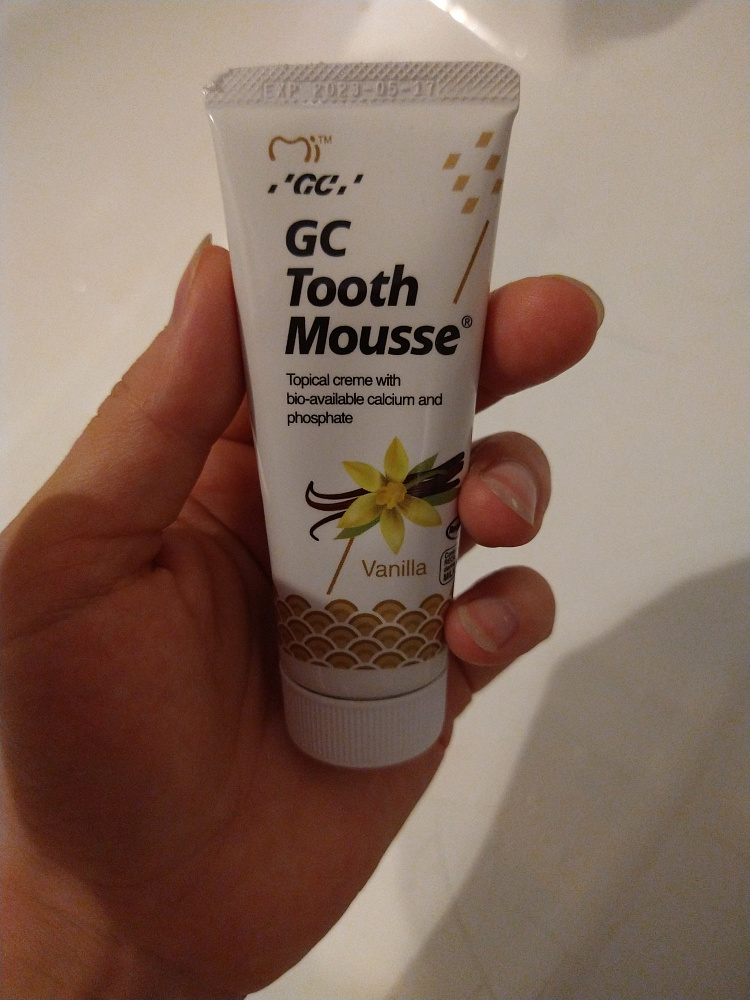 EXP 2023-05-17
Mi™
GC
GC
Tooth
Mousse®
Topical creme with
bio-available calcium and
phosphate
Vanilla